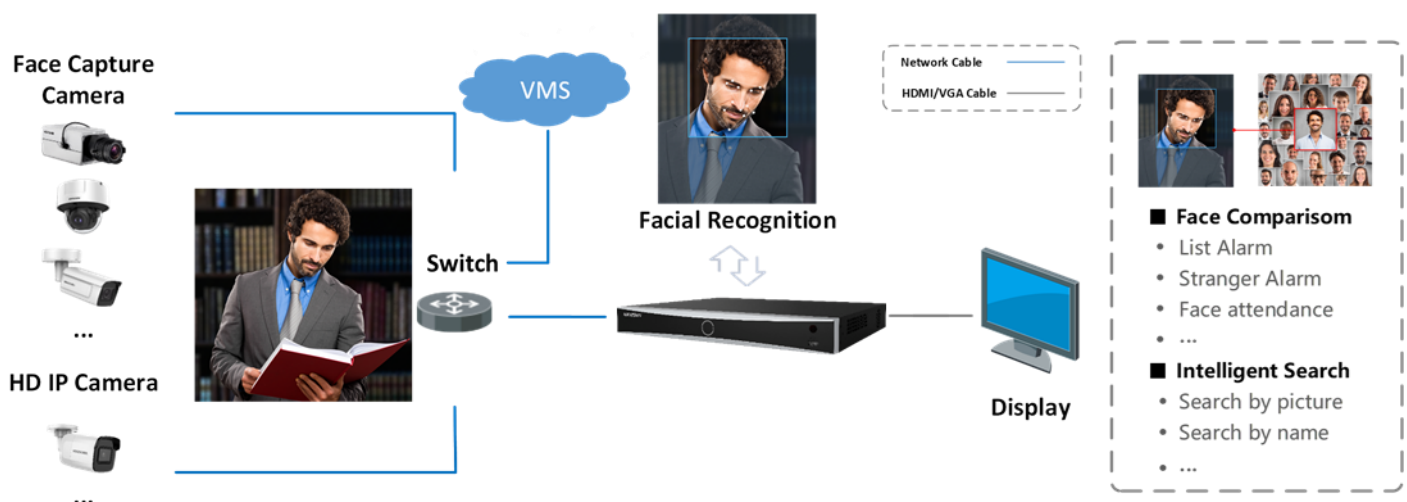 Face Capture
Camera
...
HD IP Camera
...
VMS
Switch
Facial Recognition
Network Cable
HDMI/VGA Cable
Display
■ Face Comparisom
• List Alarm
• Stranger Alarm
• Face attendance
• ...
■ Intelligent Search
• Search by picture
• Search by name
• ...